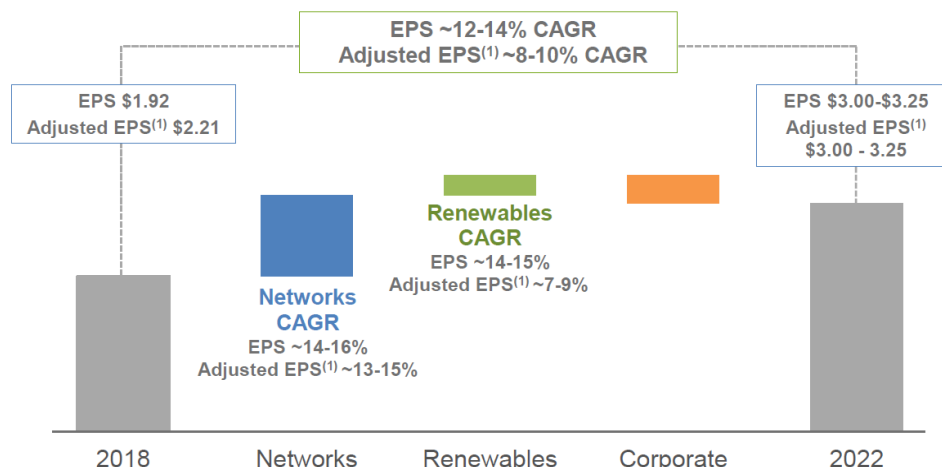 EPS ~12-14% CAGR
Adjusted EPS(1) ~8-10% CAGR
EPS $1.92
Adjusted EPS(1) $2.21
EPS $3.00-$3.25
Adjusted EPS(1)
$3.00 - 3.25
Renewables
CAGR
EPS ~14-15%
Adjusted EPS(1) ~7-9%
Networks
CAGR
EPS ~14-16%
Adjusted EPS(1) ~13-15%
2018 Networks Renewables Corporate 2022